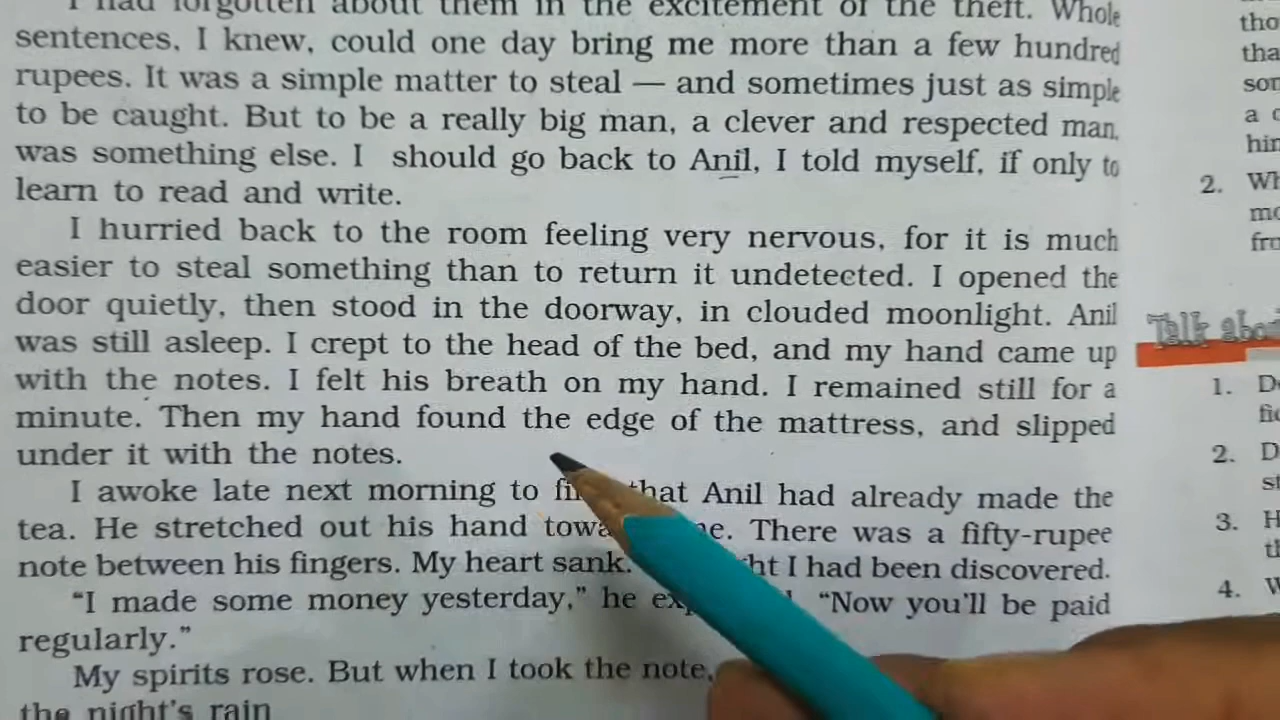 I had forgotten about them in the excitement of the theft. Whole
sentences, I knew, could one day bring me more than a few hundred
rupees. It was a simple matter to steal — and sometimes just as simple
to be caught. But to be a really big man, a clever and respected man,
was something else. I should go back to Anil, I told myself, if only to
learn to read and write.
I hurried back to the room feeling very nervous, for it is much
easier to steal something than to return it undetected. I opened the
door quietly, then stood in the doorway, in clouded moonlight. Anil
was still asleep. I crept to the head of the bed, and my hand came up
with the notes. I felt his breath on my hand. I remained still for a
minute. Then my hand found the edge of the mattress, and slipped
under it with the notes.
I awoke late next morning to that Anil had already made the
tea. He stretched out his hand There was a fifty-rupee
note between his fingers. My heart sank. I had been discovered.
“I made some money yesterday,” he “Now you'll be paid
regularly.”
My spirits rose. But when I took the note,
the night's rain
2.
Talk
1.
2.
3.
4.